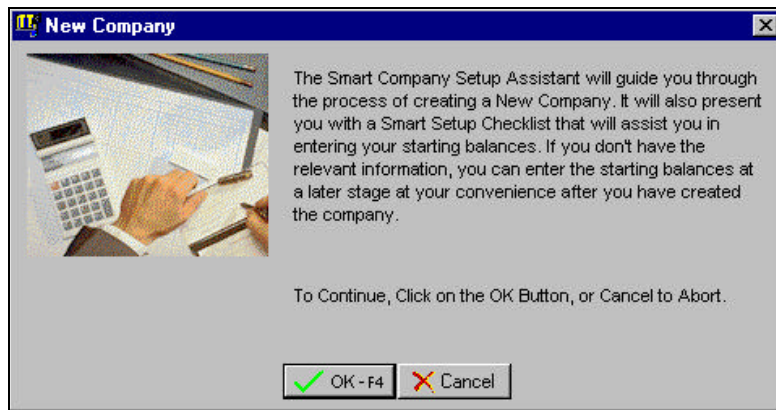 New Company
The Smart Company Setup Assistant will guide you through
the process of creating a New Company. It will also present
you with a Smart Setup Checklist that will assist you in
entering your starting balances. If you don't have the
relevant information, you can enter the starting balances at
a later stage at your convenience after you have created
the company.
To Continue, Click on the OK Button, or Cancel to Abort.
OK - F4 Cancel